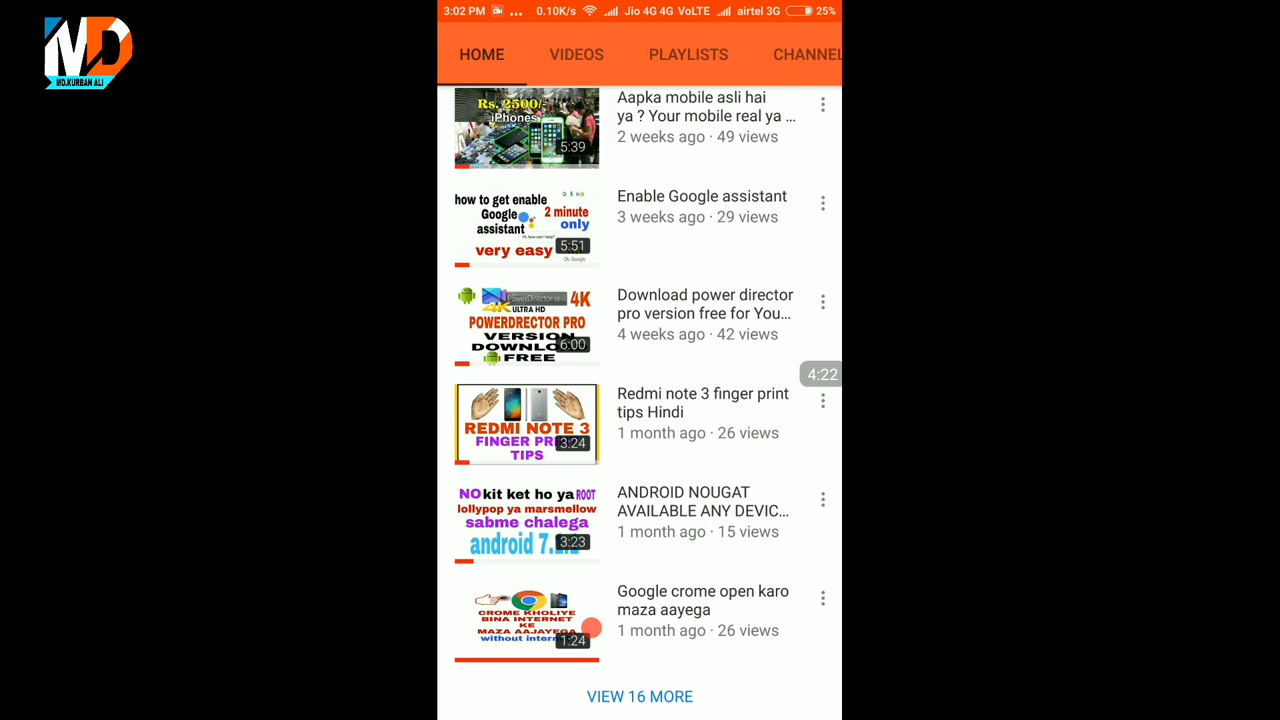 MD
MD.KURBAN ALI
3:02 PM ... 0.10K/s Jio 4G 4G VoLTE airtel 3G 25%
HOME VIDEOS PLAYLISTS CHANNEL
Rs. 2500/-
iPhones
5:39
Aapka mobile asli hai
ya ? Your mobile real ya ...
2 weeks ago · 49 views
how to get enable
Google
assistant
2 minute
only
very easy
Ok, Google
5:51
Enable Google assistant
3 weeks ago · 29 views
PowerDirector
4K
4K
ULTRA HD
POWERDRECTOR PRO
VERSION
FREE
6:00
Download power director
pro version free for You...
4 weeks ago · 42 views
4:22
REDMI NOTE 3
TIPS
3:24
Redmi note 3 finger print
tips Hindi
1 month ago · 26 views
NO kit ket ho ya ROOT
lollypop ya marsmellow
sabme chalega
android
3:23
ANDROID NOUGAT
AVAILABLE ANY DEVIC...
1 month ago · 15 views
CROME KHOLIYE
BINA INTERNET
KE
MAZA AAJAYEGA
without
1:24
Google crome open karo
maza aayega
1 month ago · 26 views
VIEW 16 MORE